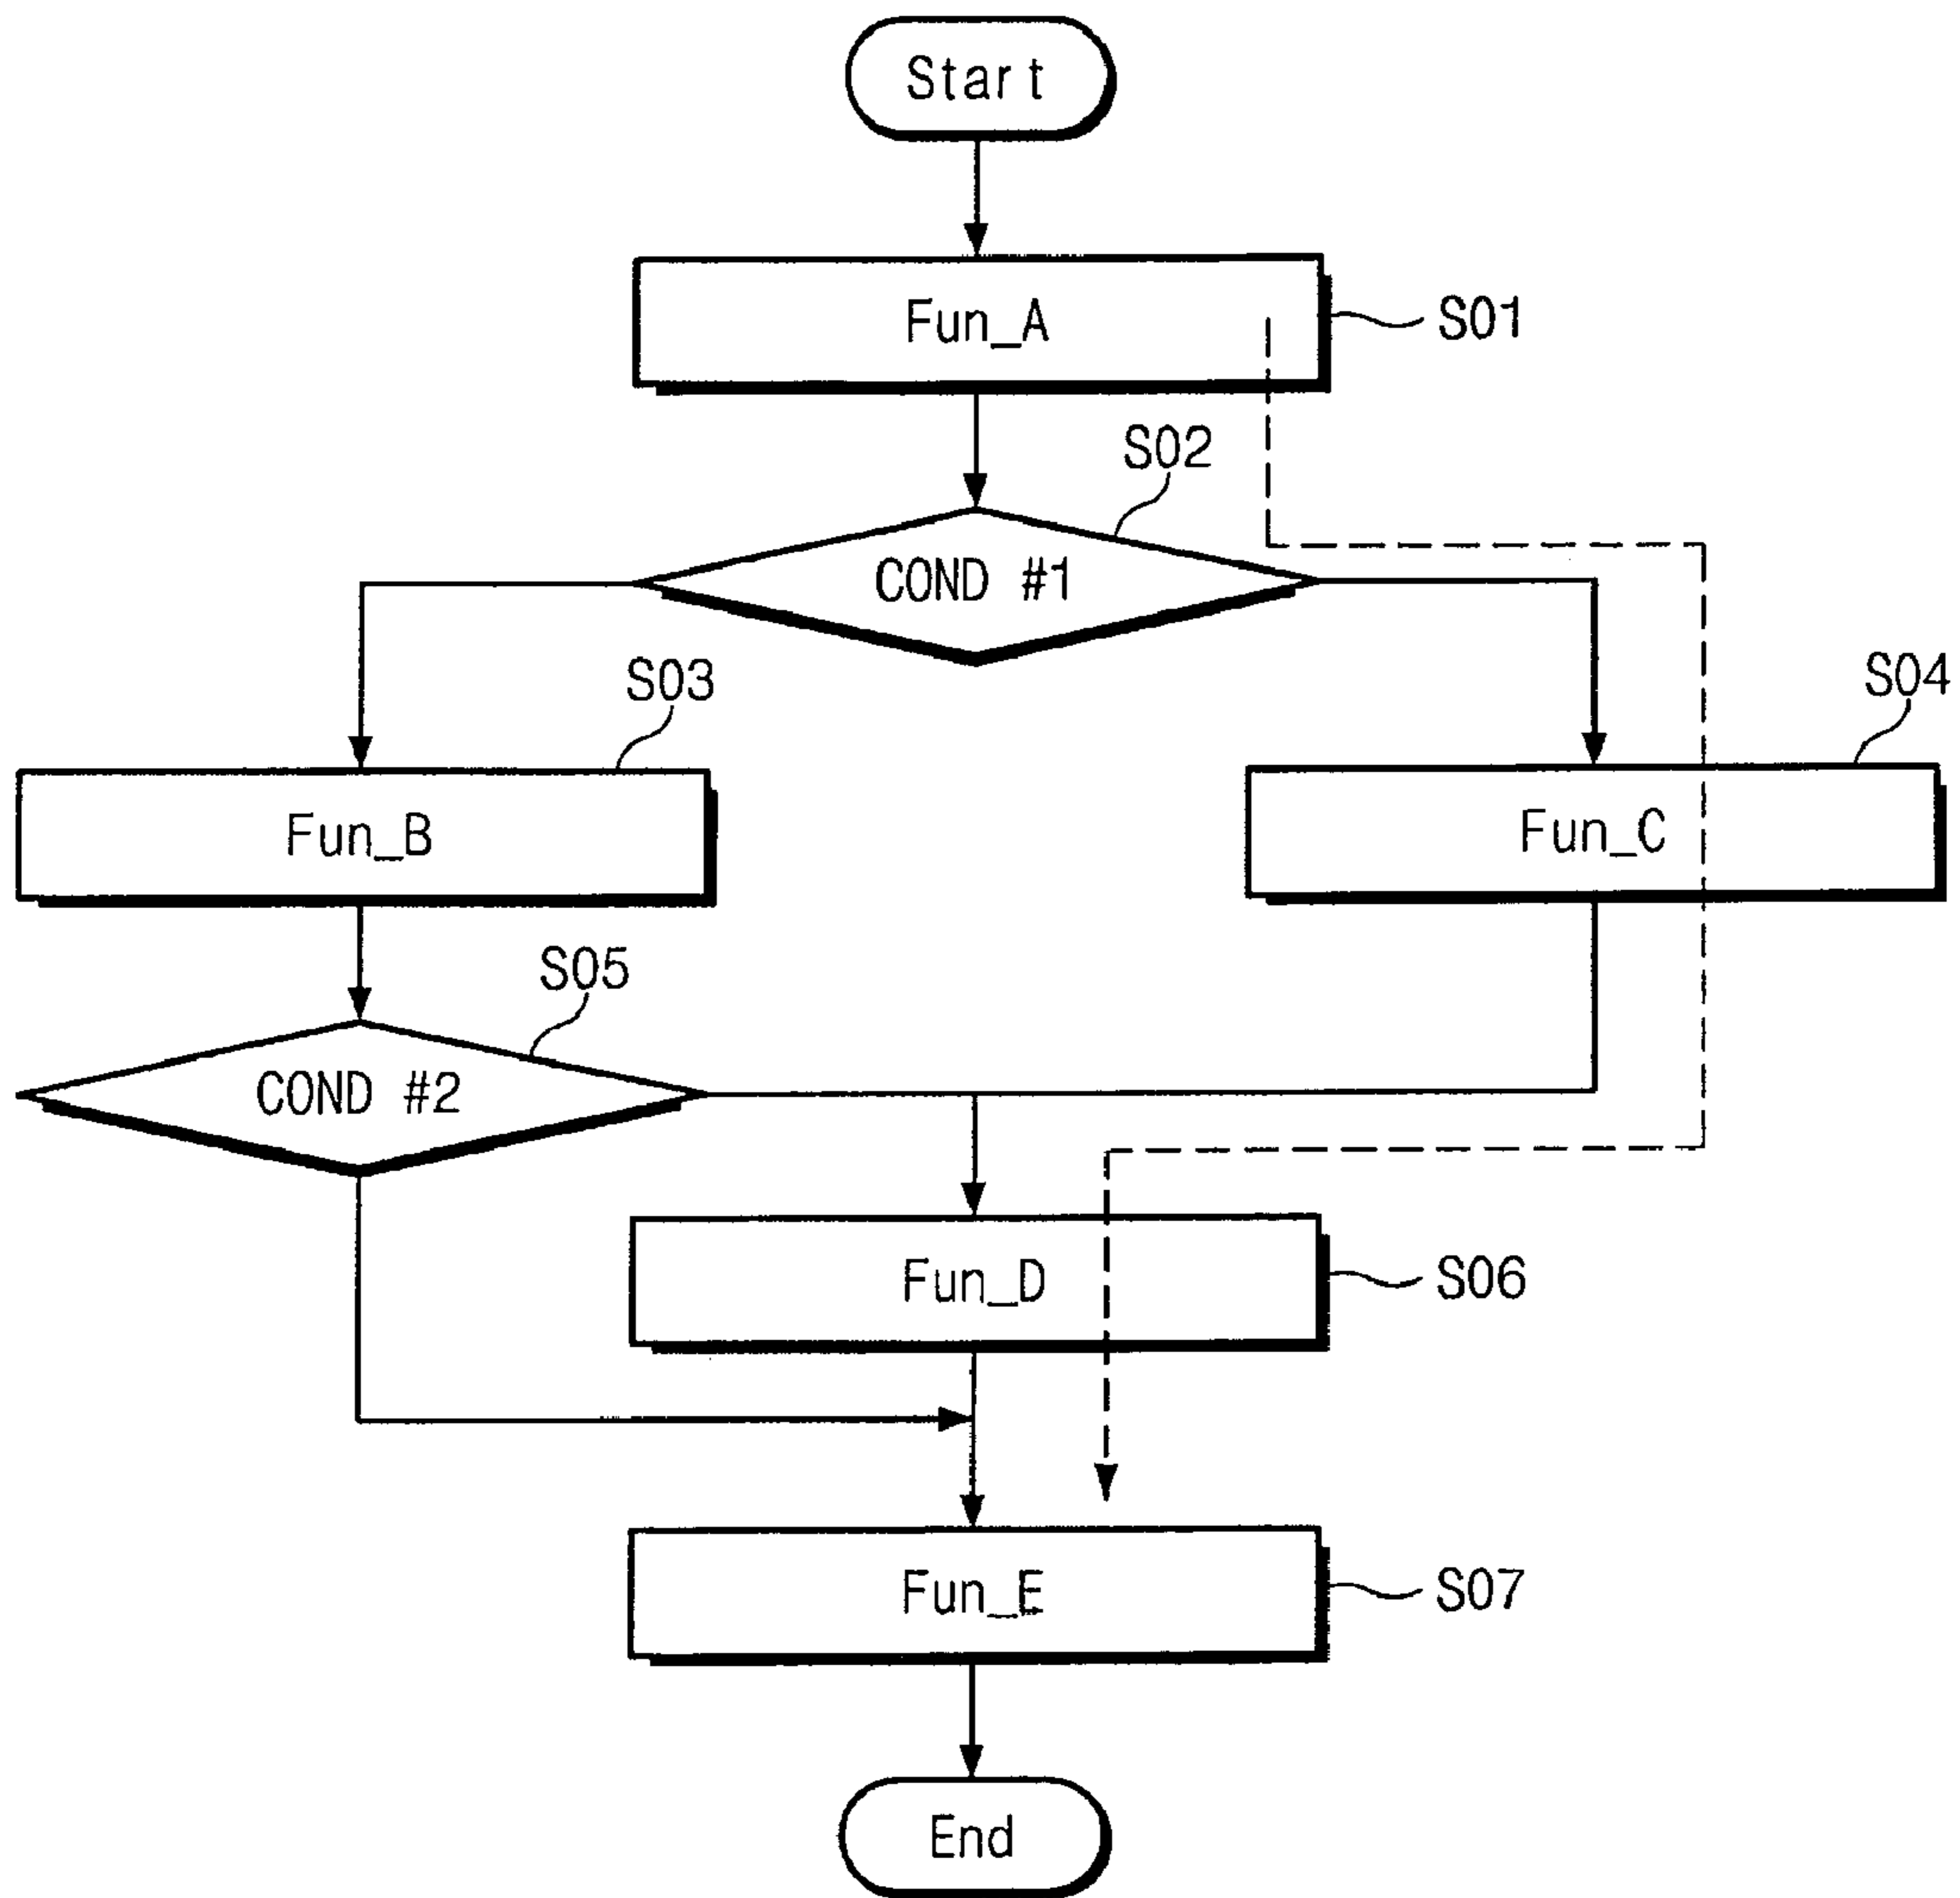 Start
Fun_A
S01
S02
COND #1
S03
S04
Fun_B
Fun_C
S05
COND #2
Fun_D
S06
Fun_E
S07
End